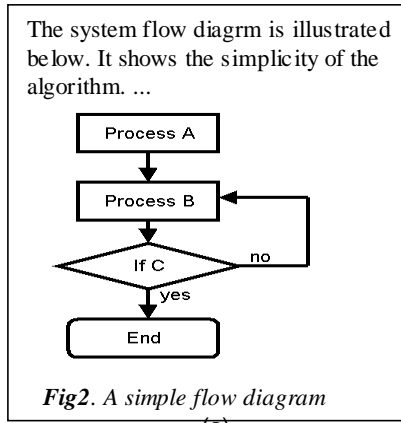 The system flow diagrm is illustrated
below. It shows the simplicity of the
algorithm. ...
Process A
Process B
If C
no
yes
End
Fig2. A simple flow diagram